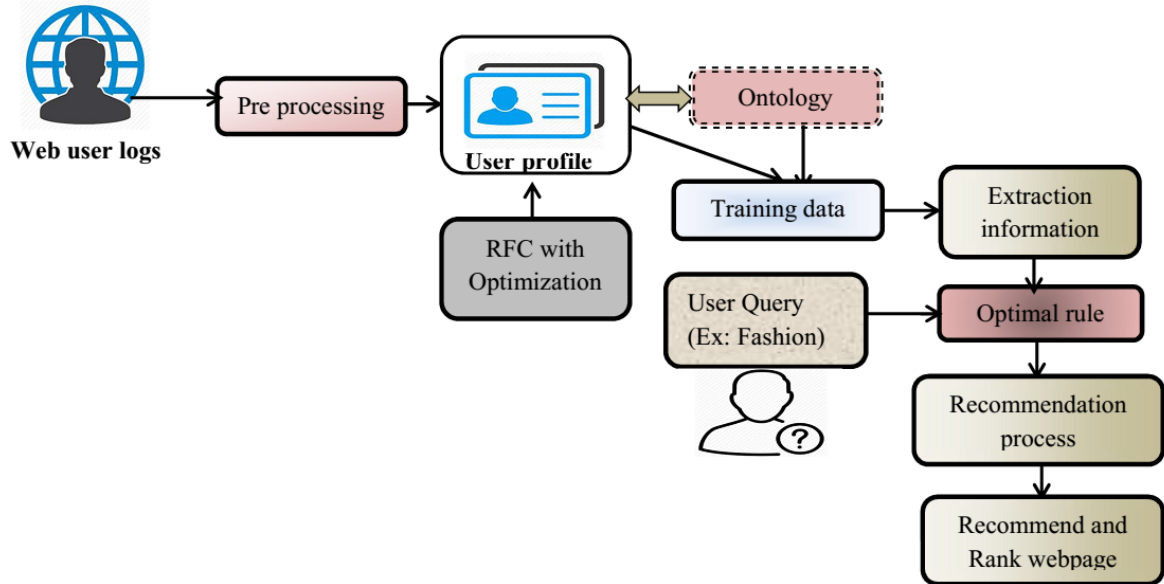 Web user logs
Pre processing
User profile
Ontology
Training data
Extraction
information
RFC with
Optimization
User Query
(Ex: Fashion)
Optimal rule
?
Recommendation
process
Recommend and
Rank webpage